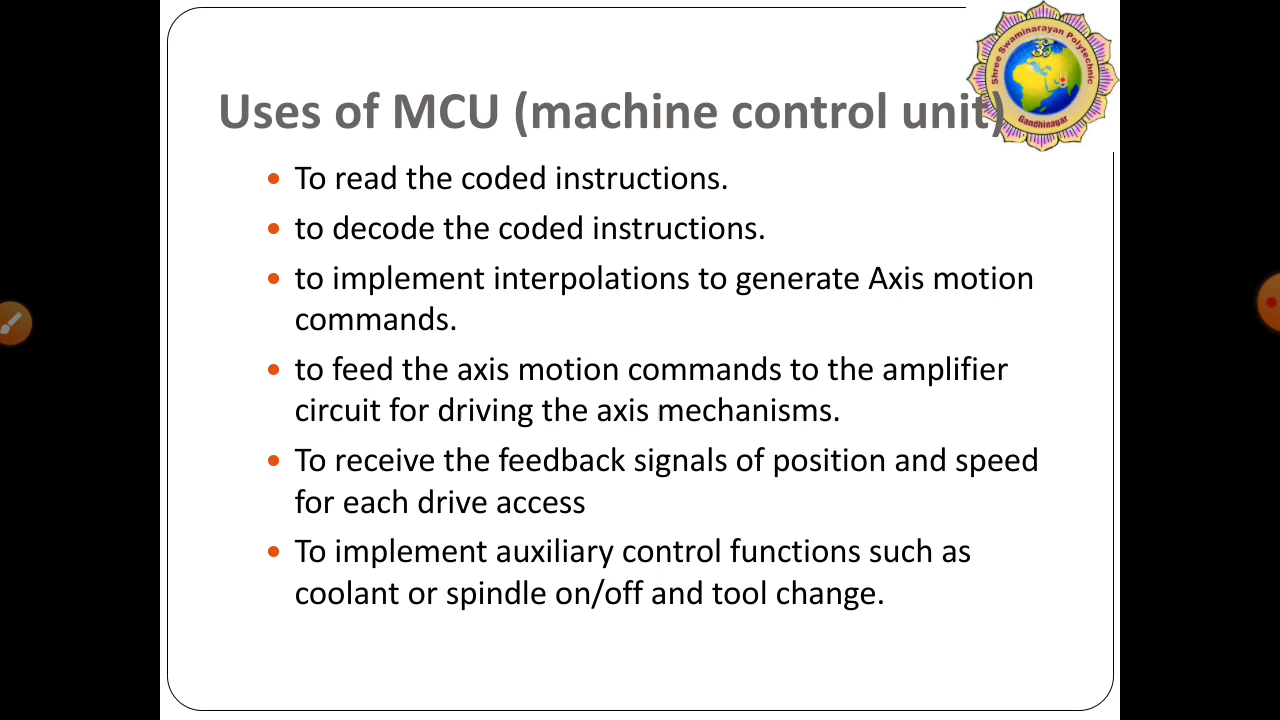 Shree Swaminarayan Polytechnic
ॐ
Gandhinagar
Uses of MCU (machine control unit)
• To read the coded instructions.
• to decode the coded instructions.
• to implement interpolations to generate Axis motion
commands.
• to feed the axis motion commands to the amplifier
circuit for driving the axis mechanisms.
• To receive the feedback signals of position and speed
for each drive access
• To implement auxiliary control functions such as
coolant or spindle on/off and tool change.